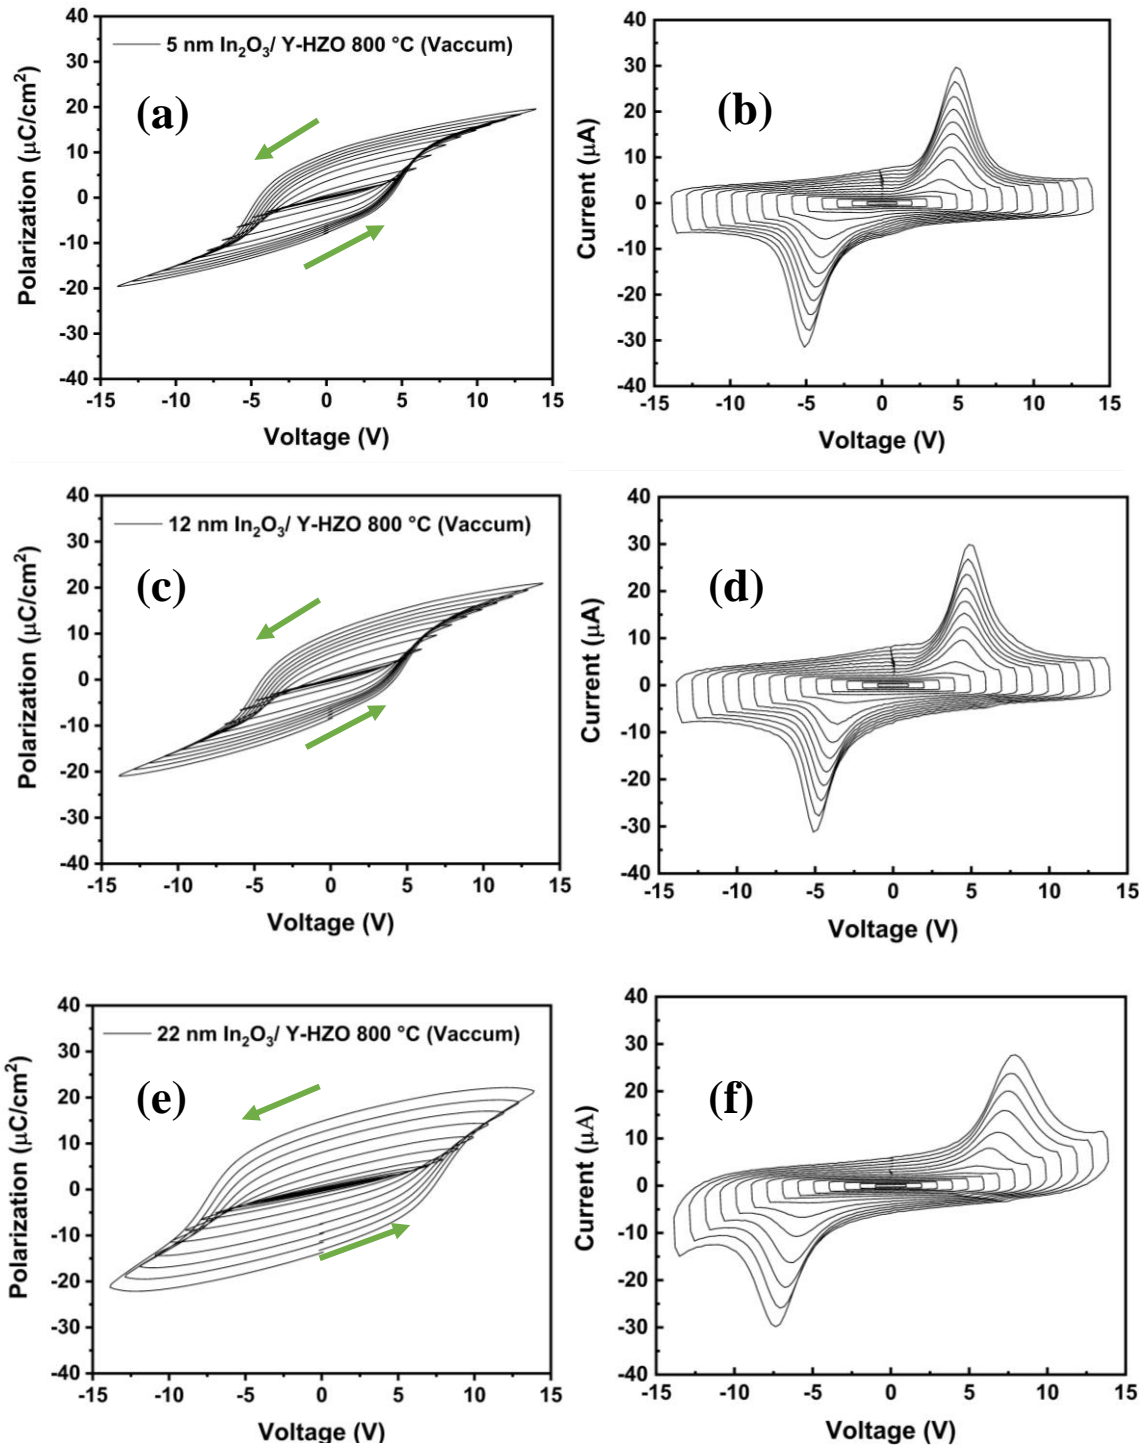 40
30
20
10
0
-10
-20
-30
-40
Polarization (μC/cm²)
5 nm In₂O₃/ Y-HZO 800 °C (Vaccum)
(a)
-15 -10 -5 0 5 10 15
Voltage (V)
40
30
20
10
0
-10
-20
-30
-40
Current (μA)
(b)
-15 -10 -5 0 5 10 15
Voltage (V)
40
30
20
10
0
-10
-20
-30
-40
Polarization (μC/cm²)
12 nm In₂O₃/ Y-HZO 800 °C (Vaccum)
(c)
-15 -10 -5 0 5 10 15
Voltage (V)
40
30
20
10
0
-10
-20
-30
-40
Current (μA)
(d)
-15 -10 -5 0 5 10 15
Voltage (V)
40
30
20
10
0
-10
-20
-30
-40
Polarization (μC/cm²)
22 nm In₂O₃/ Y-HZO 800 °C (Vaccum)
(e)
-15 -10 -5 0 5 10 15
Voltage (V)
40
30
20
10
0
-10
-20
-30
-40
Current (μA)
(f)
-15 -10 -5 0 5 10 15
Voltage (V)